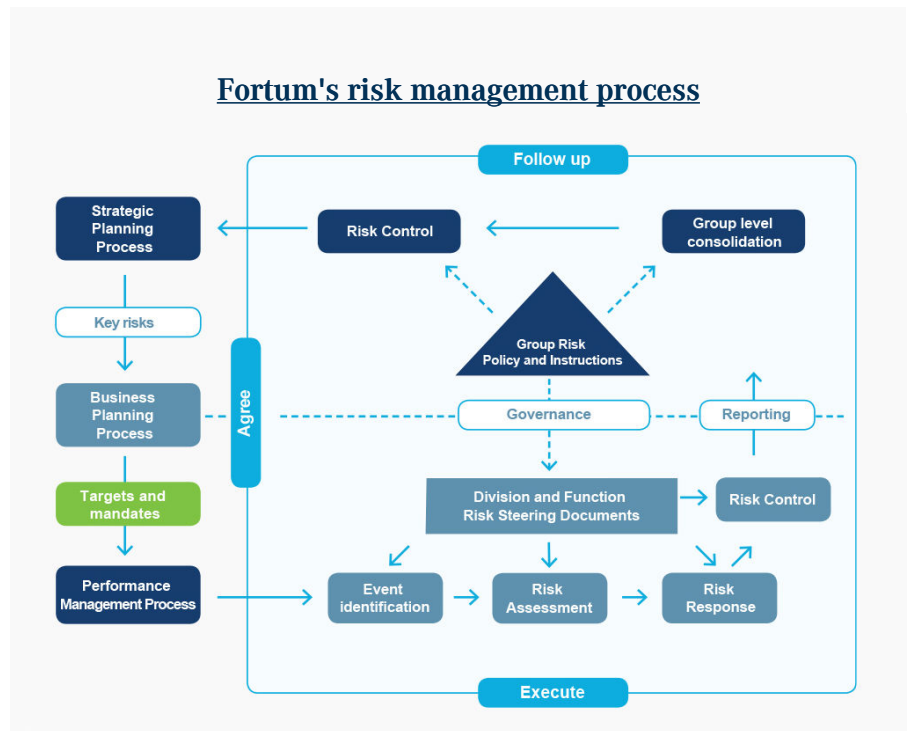 Fortum's risk management process
Follow up
Strategic
Planning
Process
Risk Control
Group level
consolidation
Key risks
Group Risk
Policy and Instructions
Agree
Business
Planning
Process
Governance
Reporting
Targets and
mandates
Division and Function
Risk Steering Documents
Risk Control
Performance
Management Process
Event
identification
Risk
Assessment
Risk
Response
Execute